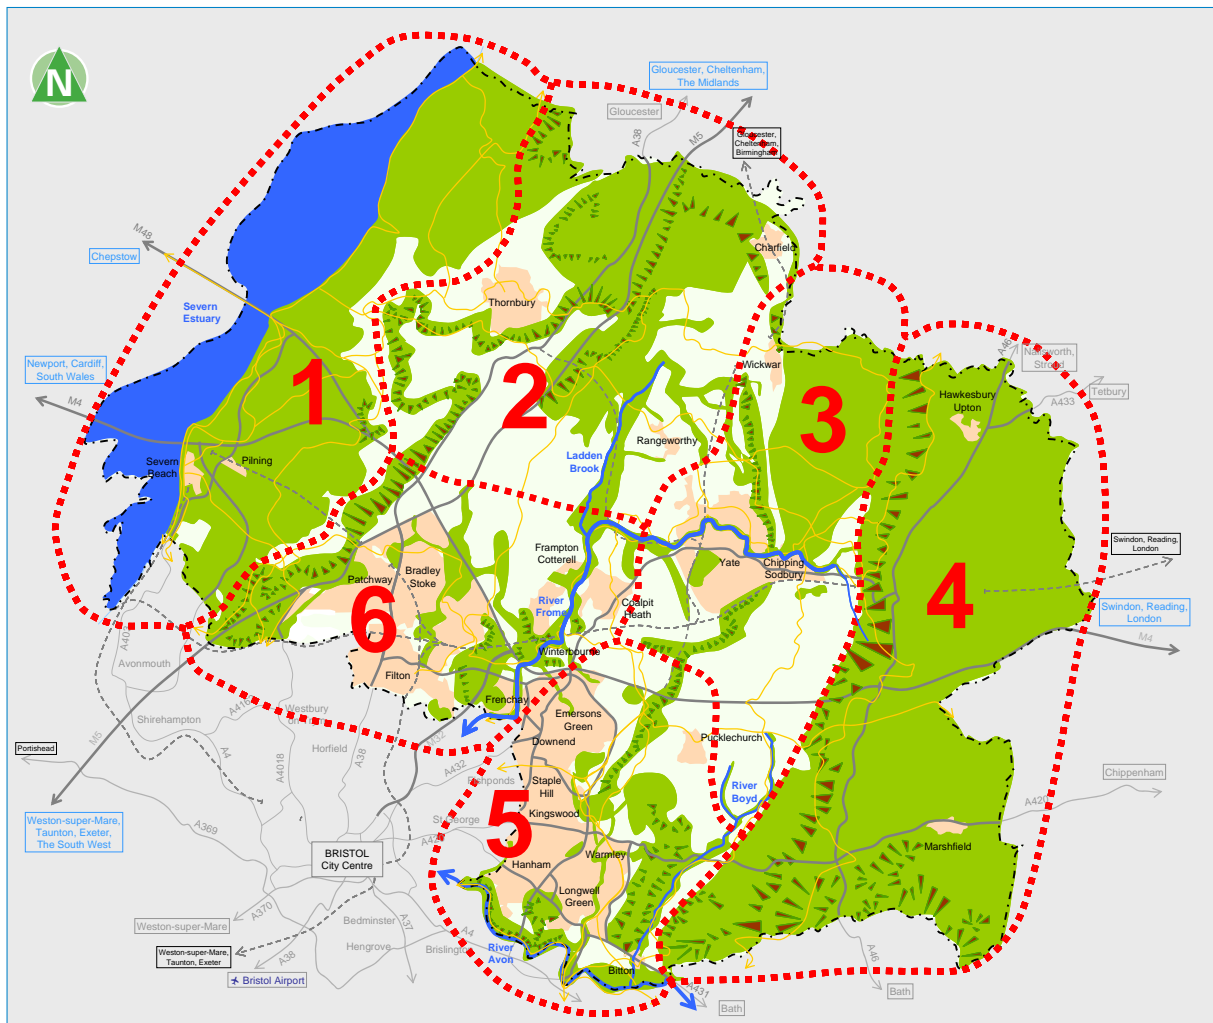 N
Gloucester, Cheltenham,
The Midlands
Gloucester
A38
M5
Gloucester,
Cheltenham,
Birmingham
M48
Chepstow
Charfield
Severn
Estuary
Thornbury
Newport, Cardiff,
South Wales
M4
1
2
3
Wickwar
A46
Nailsworth,
Stroud
Tetbury
A433
Hawkesbury
Upton
Rangeworthy
Ladden
Brook
Severn
Beach
Pilning
Swindon, Reading,
London
Frampton
Cotterell
Yate
Chipping
Sodbury
Bradley
Stoke
Patchway
6
4
River
Frome
Coalpit
Heath
Swindon, Reading,
London
M4
A403
Avonmouth
Winterbourne
Filton
Frenchay
A416
Westbury
Shirehampton
Emersons
Green
M5
A4
Horfield
A38
M32
Downend
Pucklechurch
Portishead
A4018
A432
Fishponds
Staple
Hill
River
Boyd
Chippenham
A420
5
Kingswood
Weston-super-Mare,
Taunton, Exeter,
The South West
A369
St George
A420
BRISTOL
City Centre
Hanham
Warmley
Marshfield
Longwell
Green
A370
Weston-super-Mare
Bedminster
A37
A4
Hengrove
Brislington
River
Avon
A46
Weston-super-Mare,
Taunton, Exeter
A38
Bristol Airport
Bitton
A431
Bath
Bath